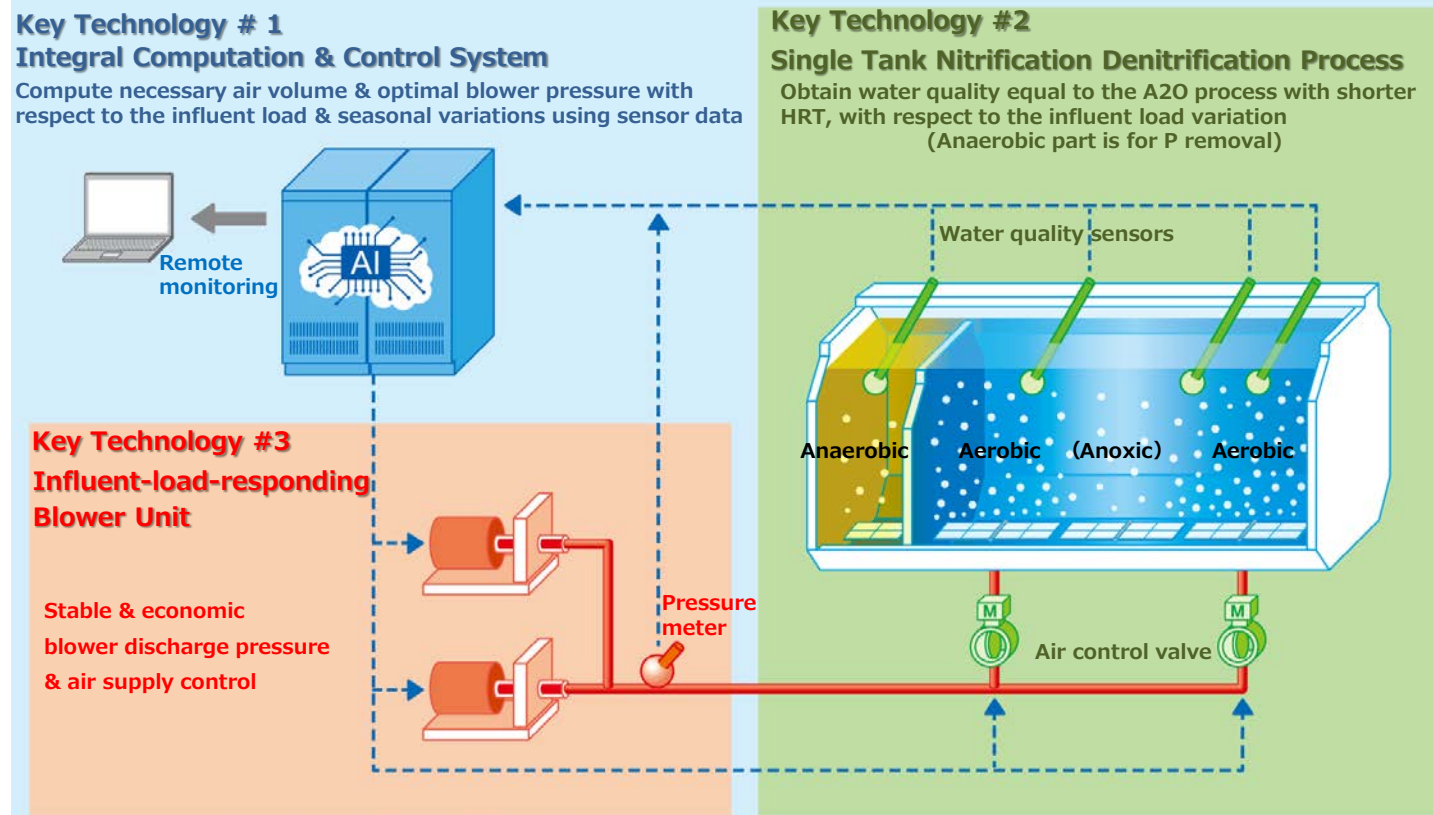 Key Technology # 1
Integral Computation & Control System
Compute necessary air volume & optimal blower pressure with
respect to the influent load & seasonal variations using sensor data
AI
Remote
monitoring
Key Technology #2
Single Tank Nitrification Denitrification Process
Obtain water quality equal to the A2O process with shorter
HRT, with respect to the influent load variation
(Anaerobic part is for P removal)
Water quality sensors
Anaerobic
Aerobic
（Anoxic）
Aerobic
M
M
Air control valve
Key Technology #3
Influent-load-responding
Blower Unit
Stable & economic
blower discharge pressure
& air supply control
Pressure
meter